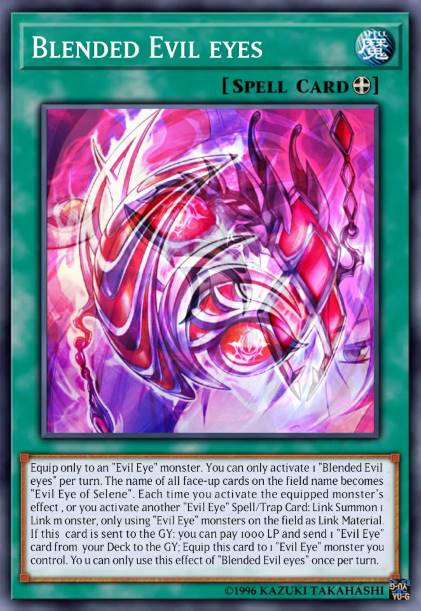 Blended Evil eyes
[Spell Card]
Equip only to an "Evil Eye" monster. You can only activate 1 "Blended Evil
eyes" per turn. The name of all face-up cards on the field name becomes
"Evil Eye of Selene". Each time you activate the equipped monster's
effect , or you activate another "Evil Eye" Spell/Trap Card: Link Summon 1
Link m onster, only using "Evil Eye" monsters on the field as Link Material.
If this  card is sent to the GY: you can pay 1000 LP and send 1 "Evil Eye"
card from  your Deck to the GY; Equip this card to 1 "Evil Eye" monster you
control. Yo u can only use this effect of "Blended Evil eyes" once per turn.
©1996 KAZUKI TAKAHASHI